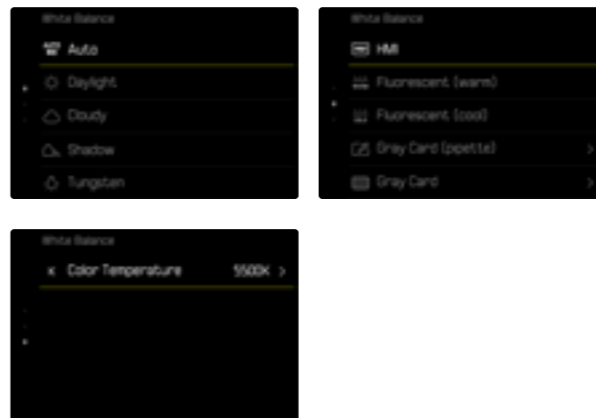 White Balance
Auto
Daylight
Cloudy
Shadow
Tungsten
White Balance
HMI
Fluorescent (warm)
Fluorescent (cool)
Gray Card (pipette)
Gray Card
White Balance
K Color Temperature 5500K